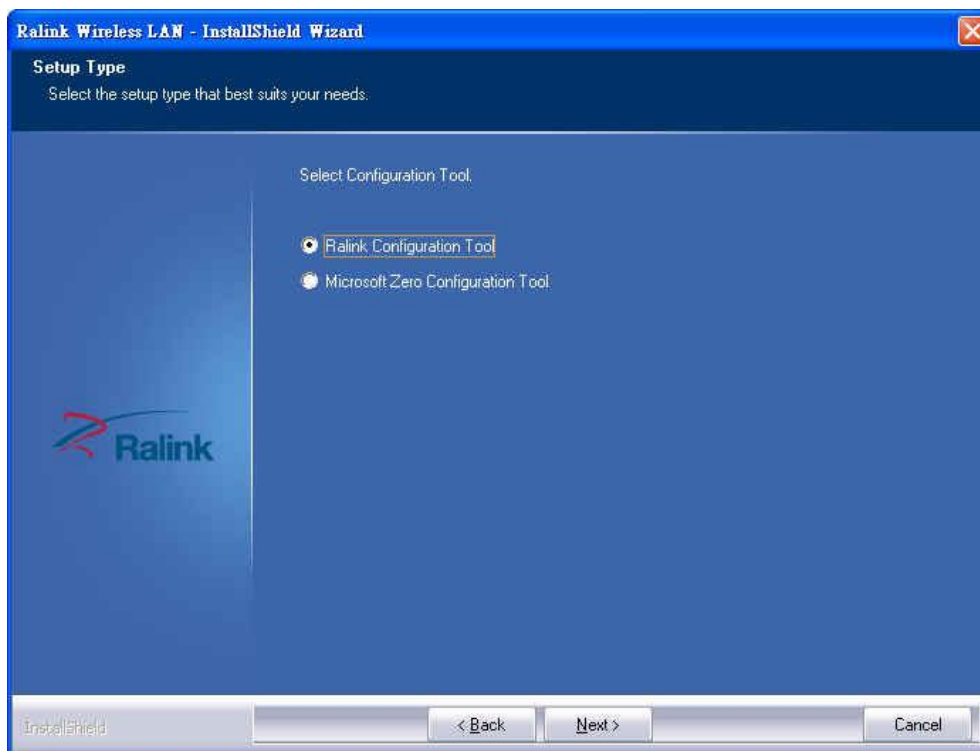 Ralink Wireless LAN - InstallShield Wizard
Setup Type
Select the setup type that best suits your needs.
Select Configuration Tool.
Ralink Configuration Tool
Microsoft Zero Configuration Tool
Ralink
InstallShield
< Back
Next >
Cancel